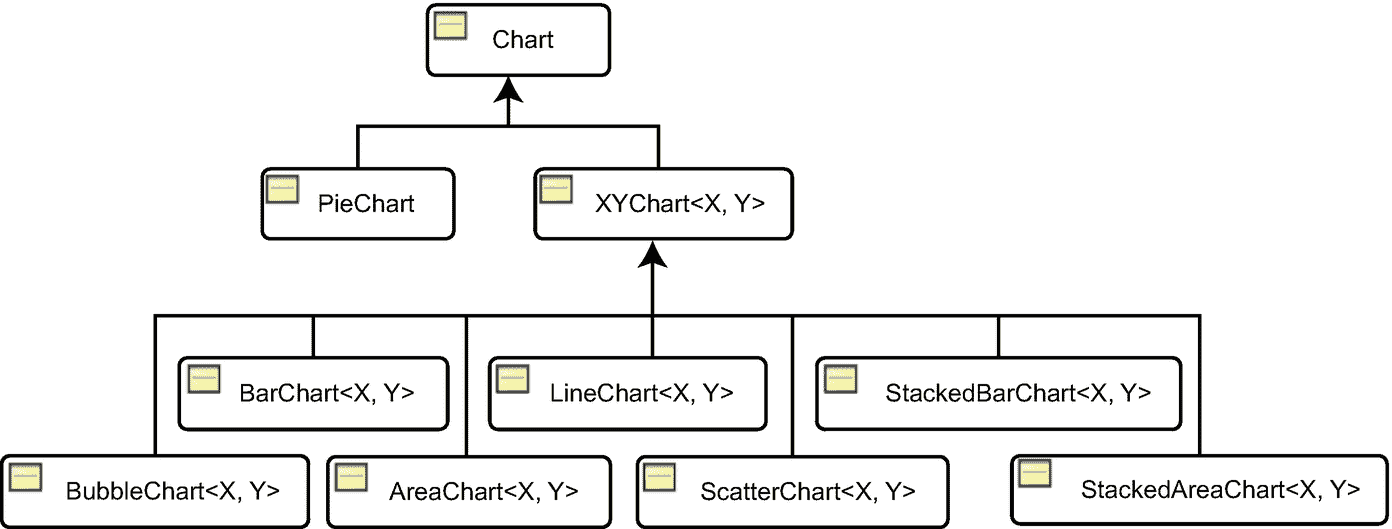 Chart
PieChart
XYChart<X, Y>
BarChart<X, Y>
LineChart<X, Y>
StackedBarChart<X, Y>
BubbleChart<X, Y>
AreaChart<X, Y>
ScatterChart<X, Y>
StackedAreaChart<X, Y>